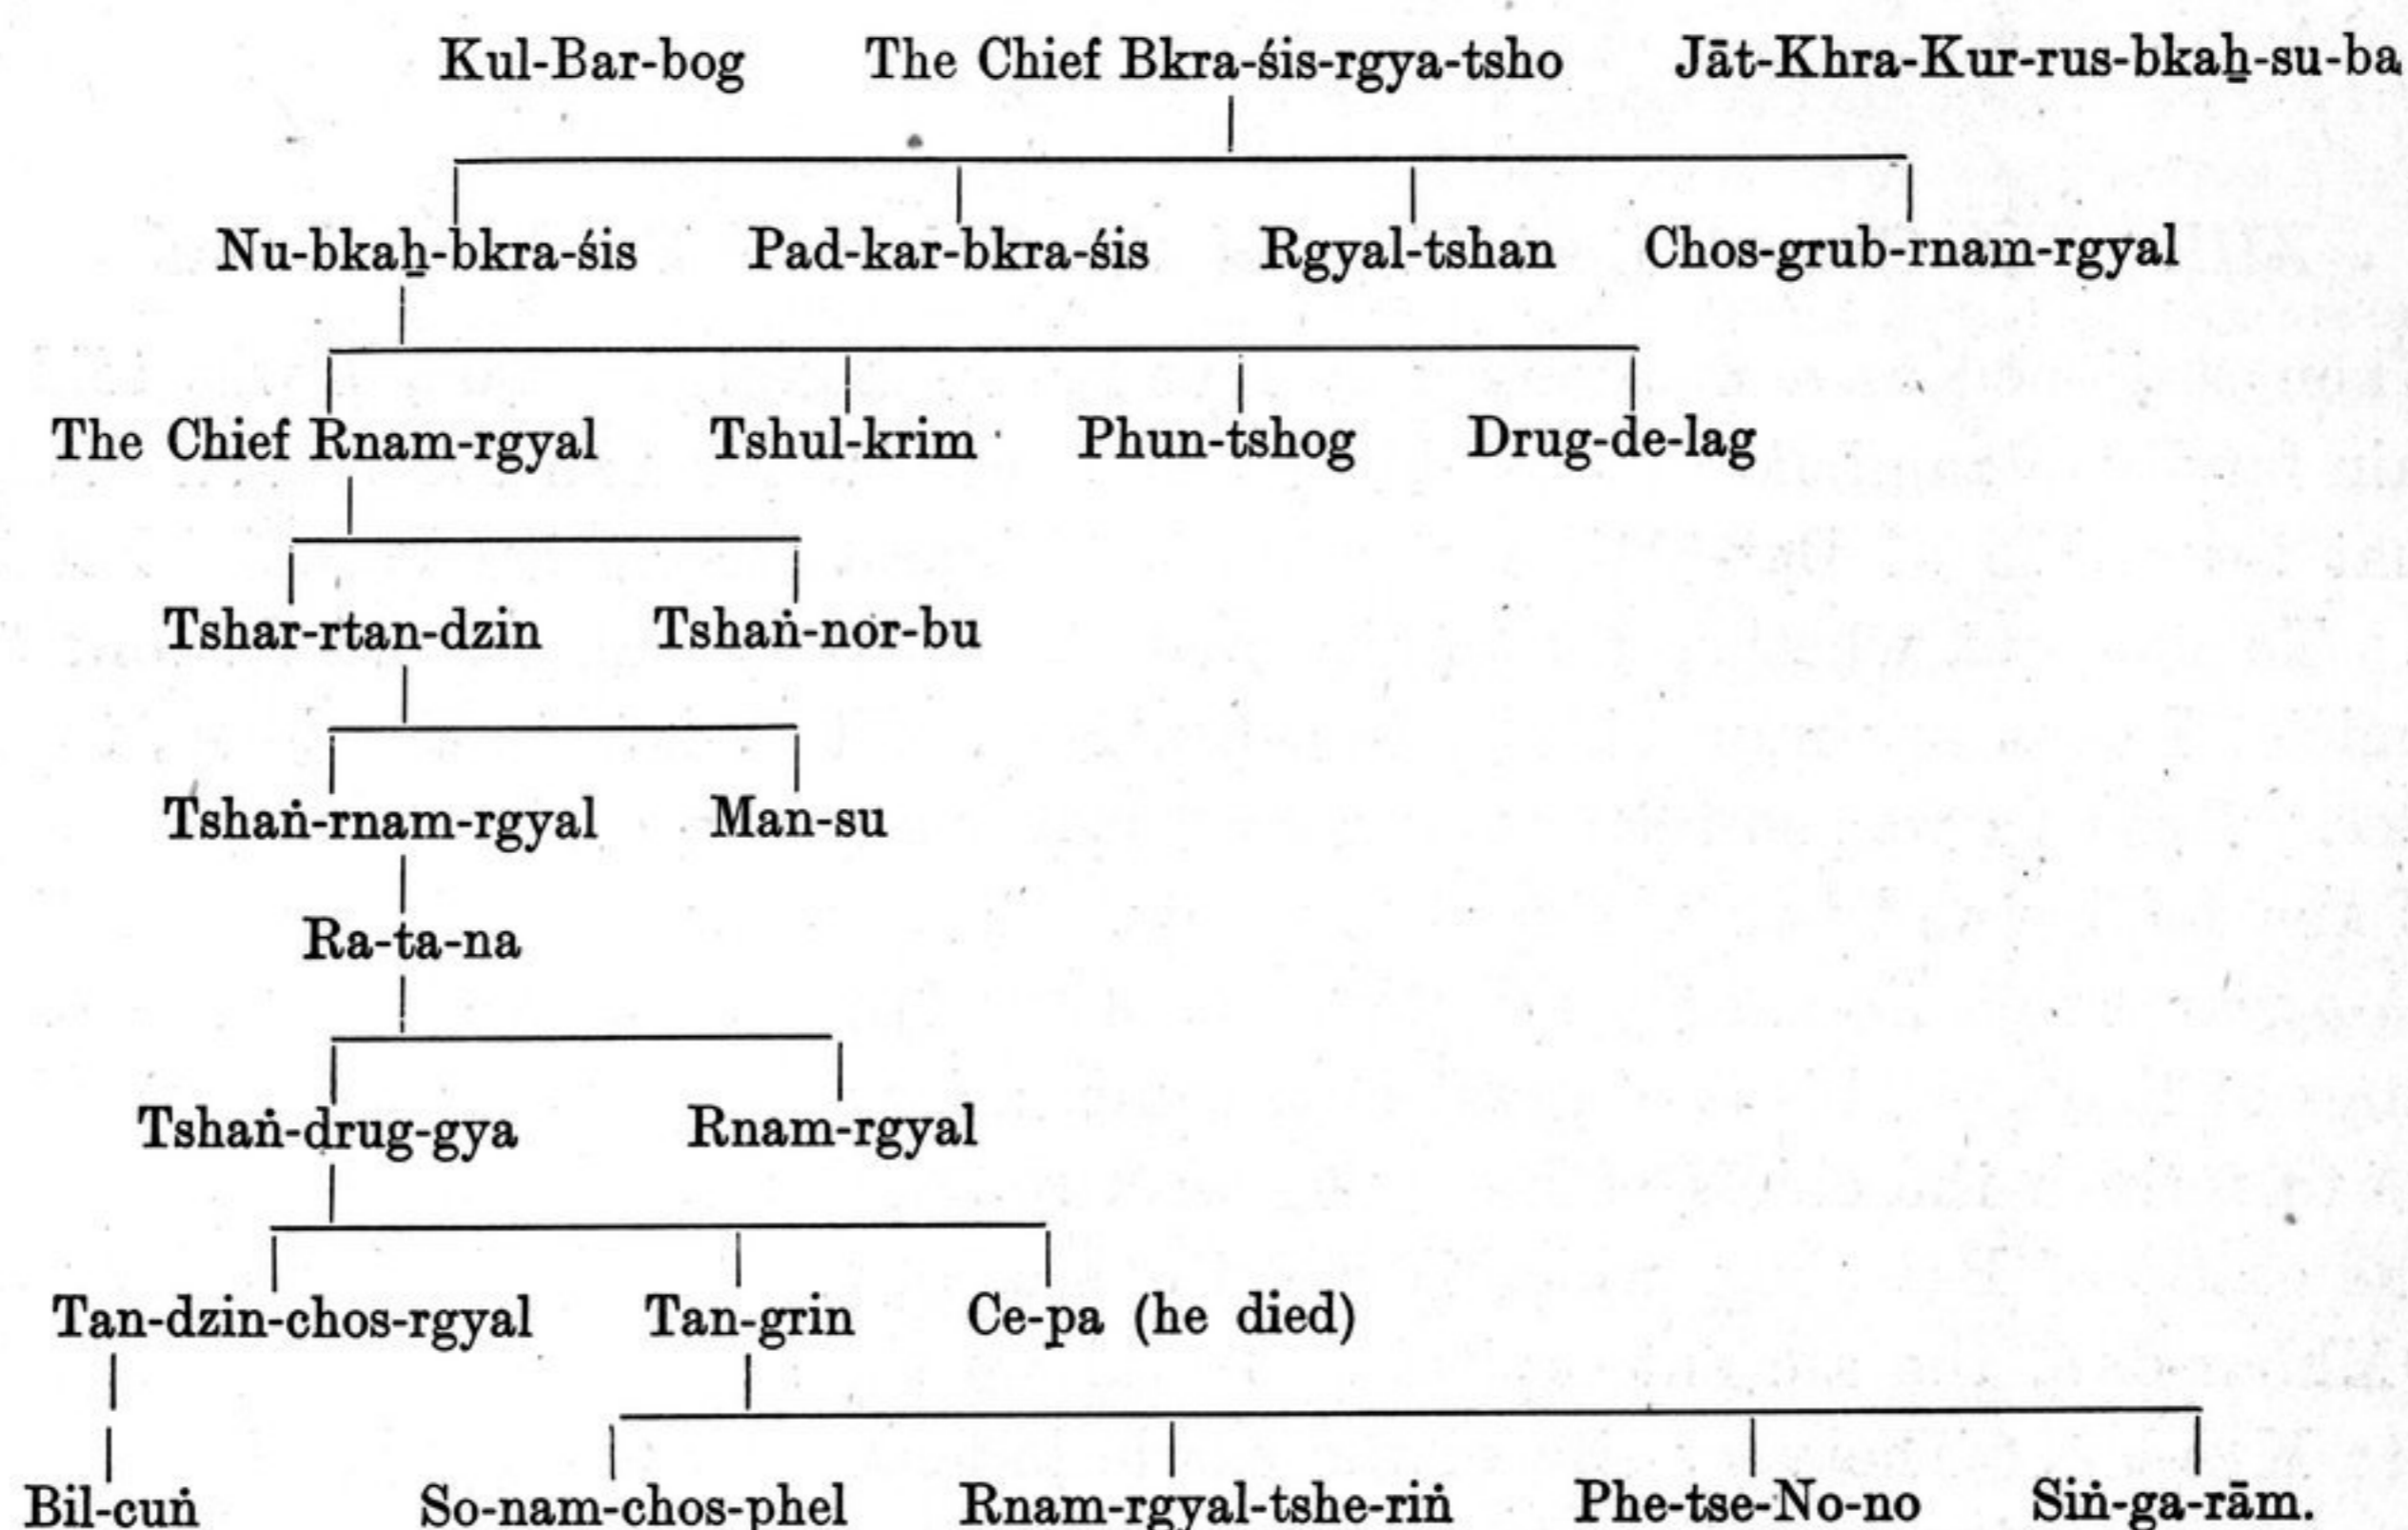 Kul-Bar-bog The Chief Bkra-śis-rgya-tsho Jāt-Khra-Kur-rus-bkaẖ-su-ba
Nu-bkaẖ-bkra-śis Pad-kar-bkra-śis Rgyal-tshan Chos-grub-rnam-rgyal
The Chief Rnam-rgyal Tshul-krim Phun-tshog Drug-de-lag
Tshar-rtan-dzin Tshaṅ-nor-bu
Tshaṅ-rnam-rgyal Man-su
Ra-ta-na
Tshaṅ-drug-gya Rnam-rgyal
Tan-dzin-chos-rgyal Tan-grin Ce-pa (he died)
Bil-cuṅ So-nam-chos-phel Rnam-rgyal-tshe-riṅ Phe-tse-No-no Siṅ-ga-rām.